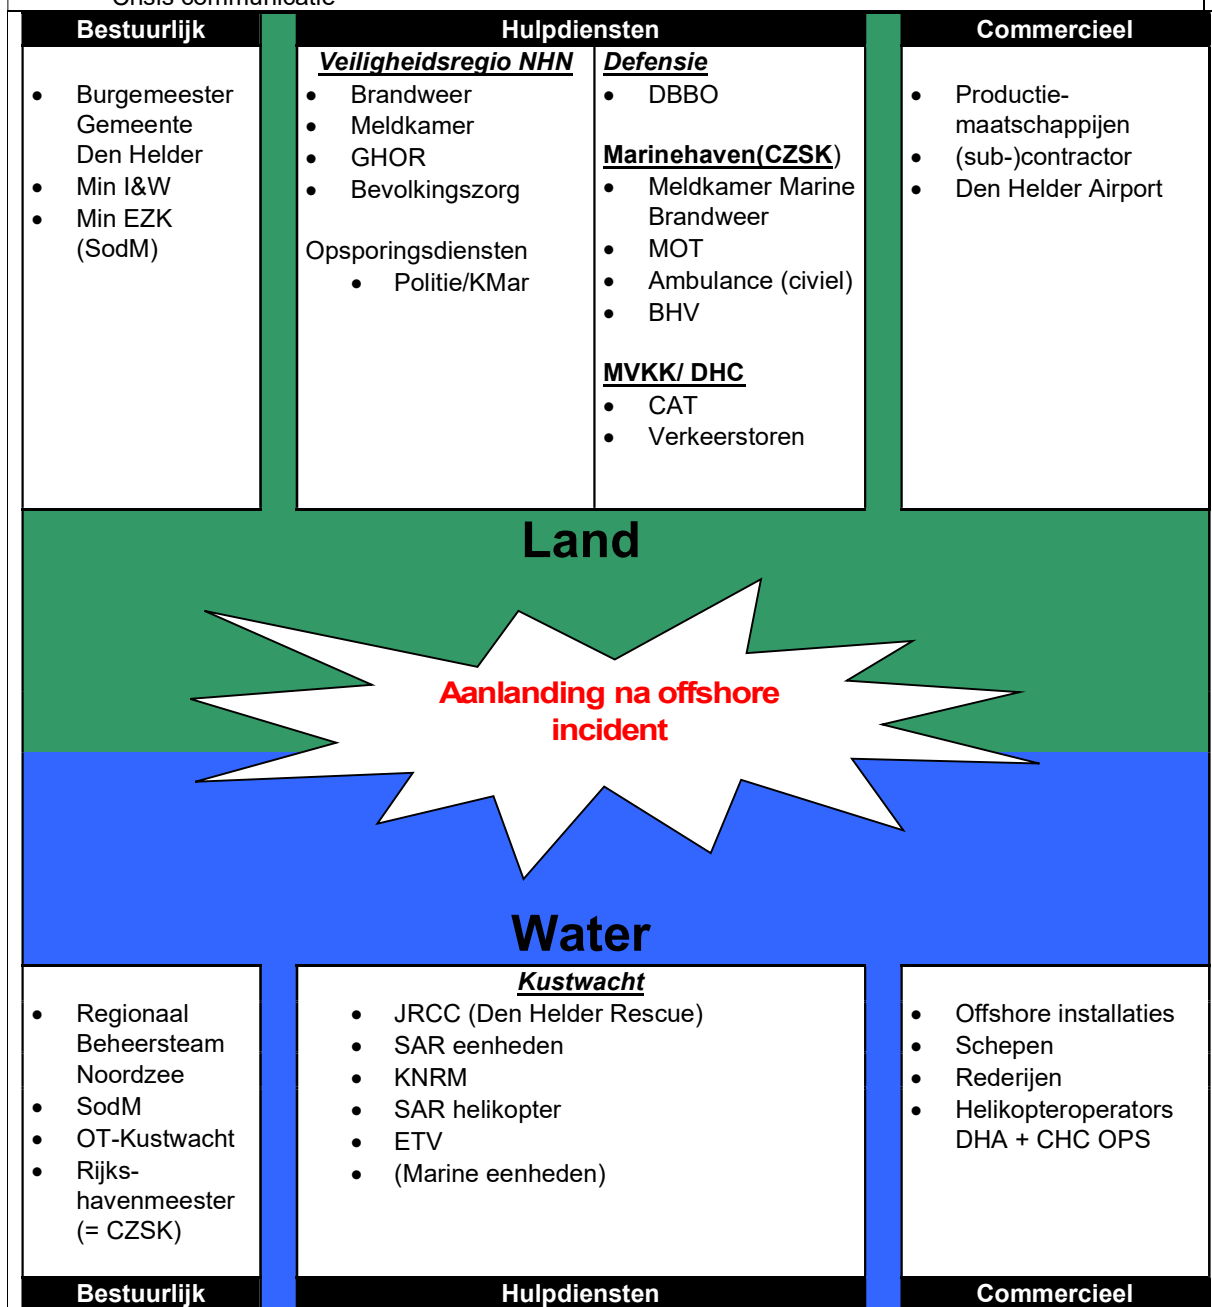 Crisis communicatie
Bestuurlijk
Hulpdiensten
Commercieel
• Burgemeester
Gemeente
Den Helder
• Min I&W
• Min EZK
(SodM)
Veiligheidsregio NHN
• Brandweer
• Meldkamer
• GHOR
• Bevolkingszorg
Opsporingsdiensten
• Politie/KMar
Defensie
• DBBO
Marinehaven(CZSK)
• Meldkamer Marine
Brandweer
• MOT
• Ambulance (civiel)
• BHV
MVKK/ DHC
• CAT
• Verkeerstoren
• Productie-
maatschappijen
• (sub-)contractor
• Den Helder Airport
Land
Aanlanding na offshore
incident
Water
• Regionaal
Beheersteam
Noordzee
• SodM
• OT-Kustwacht
• Rijks-
havenmeester
(= CZSK)
Kustwacht
• JRCC (Den Helder Rescue)
• SAR eenheden
• KNRM
• SAR helikopter
• ETV
• (Marine eenheden)
• Offshore installaties
• Schepen
• Rederijen
• Helikopteroperators
DHA + CHC OPS
Bestuurlijk
Hulpdiensten
Commercieel